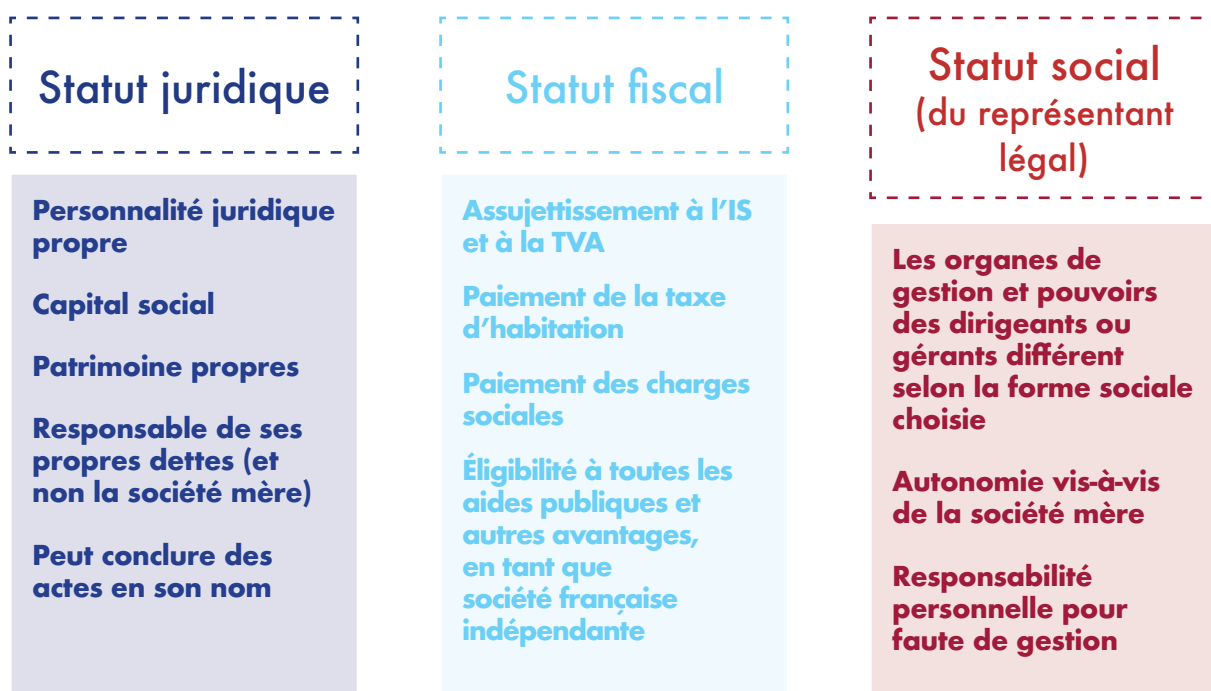 Statut juridique
Personnalité juridique
propre
Capital social
Patrimoine propres
Responsable de ses
propres dettes (et
non la société mère)
Peut conclure des
actes en son nom
Statut fiscal
Assujettissement à l’IS
et à la TVA
Paiement de la taxe
d’habitation
Paiement des charges
sociales
Éligibilité à toutes les
aides publiques et
autres avantages,
en tant que
société française
indépendante
Statut social
(du représentant
légal)
Les organes de
gestion et pouvoirs
des dirigeants ou
gérants différent
selon la forme sociale
choisie
Autonomie vis-à-vis
de la société mère
Responsabilité
personnelle pour
faute de gestion